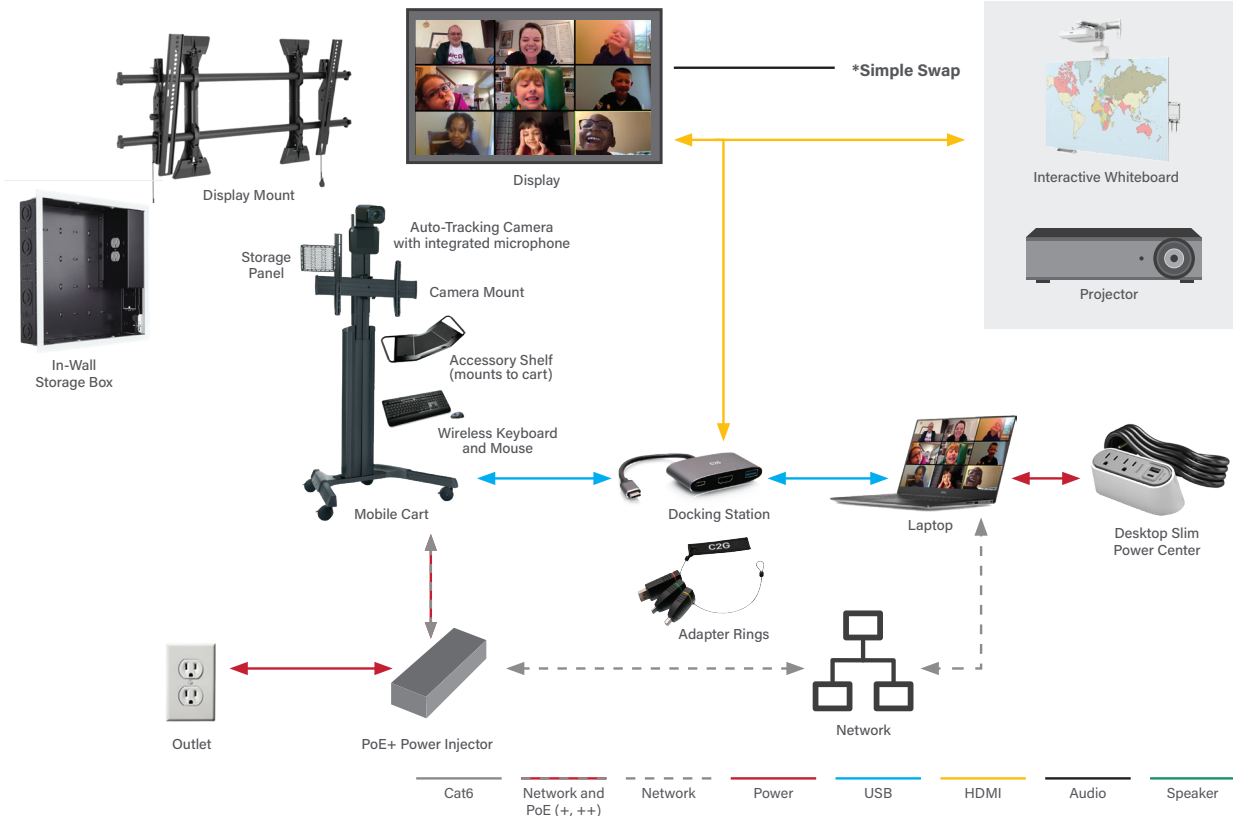 *Simple Swap
Display
Display Mount
Interactive Whiteboard
Auto-Tracking Camera
with integrated microphone
Storage
Panel
Camera Mount
Projector
In-Wall
Storage Box
Accessory Shelf
(mounts to cart)
Wireless Keyboard
and Mouse
Mobile Cart
Docking Station
Laptop
Desktop Slim
Power Center
C2G
Adapter Rings
Outlet
PoE+ Power Injector
Network
Cat6
Network and
PoE (+, ++)
Network
Power
USB
HDMI
Audio
Speaker